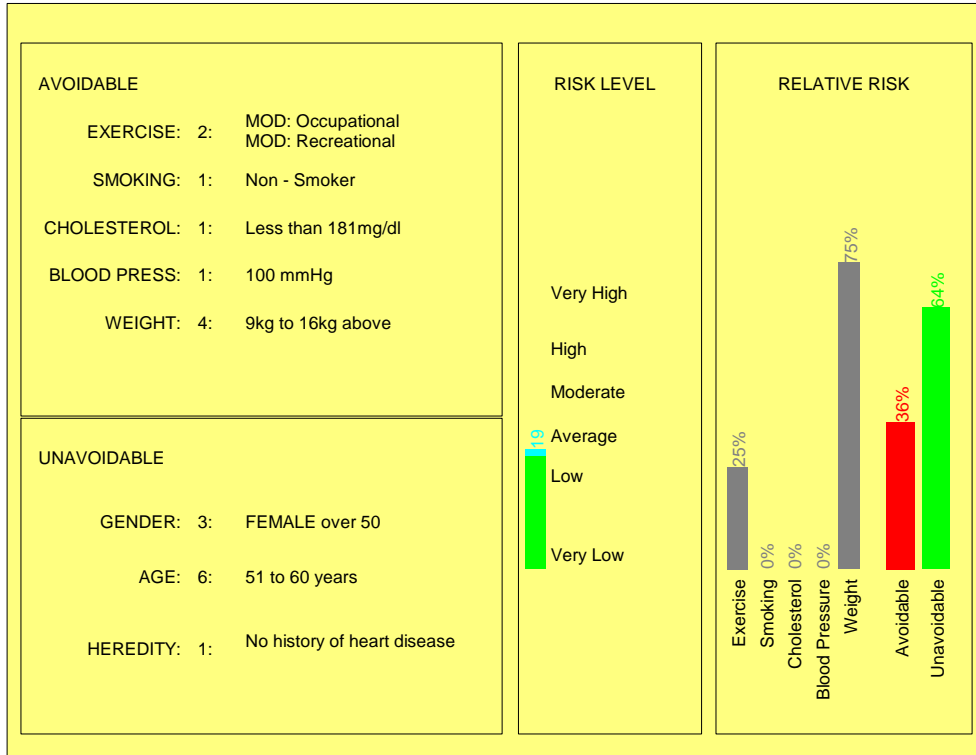 AVOIDABLE
EXERCISE: 2: MOD: Occupational
MOD: Recreational
SMOKING: 1: Non - Smoker
CHOLESTEROL: 1: Less than 181mg/dl
BLOOD PRESS: 1: 100 mmHg
WEIGHT: 4: 9kg to 16kg above
UNAVOIDABLE
GENDER: 3: FEMALE over 50
AGE: 6: 51 to 60 years
HEREDITY: 1: No history of heart disease
RISK LEVEL
Very High
High
Moderate
Average
19
Low
Very Low
RELATIVE RISK
25%
0%
0%
0%
75%
36%
64%
Exercise
Smoking
Cholesterol
Blood Pressure
Weight
Avoidable
Unavoidable